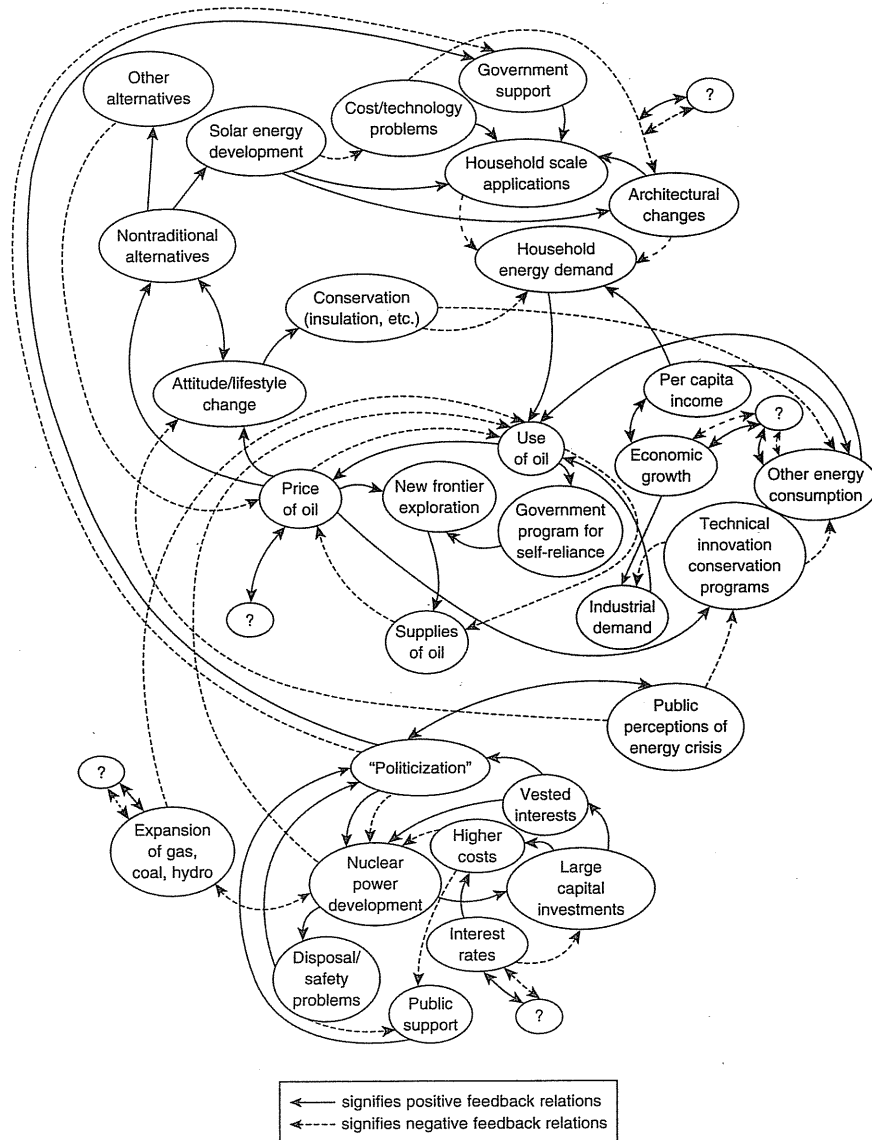 Other
alternatives
Government
support
?
Cost/technology
problems
Solar energy
development
Household scale
applications
Architectural
changes
Nontraditional
alternatives
Household
energy demand
Conservation
(insulation, etc.)
Attitude/lifestyle
change
Per capita
income
?
Use
of oil
Economic
growth
Other energy
consumption
Price
of oil
New frontier
exploration
Government
program for
self-reliance
Technical
innovation
conservation
programs
?
Supplies
of oil
Industrial
demand
Public
perceptions of
energy crisis
"Politicization"
?
Vested
interests
Expansion
of gas,
coal, hydro
Higher
costs
Nuclear
power
development
Large
capital
investments
Interest
rates
Disposal/
safety
problems
Public
support
?
signifies positive feedback relations
signifies negative feedback relations